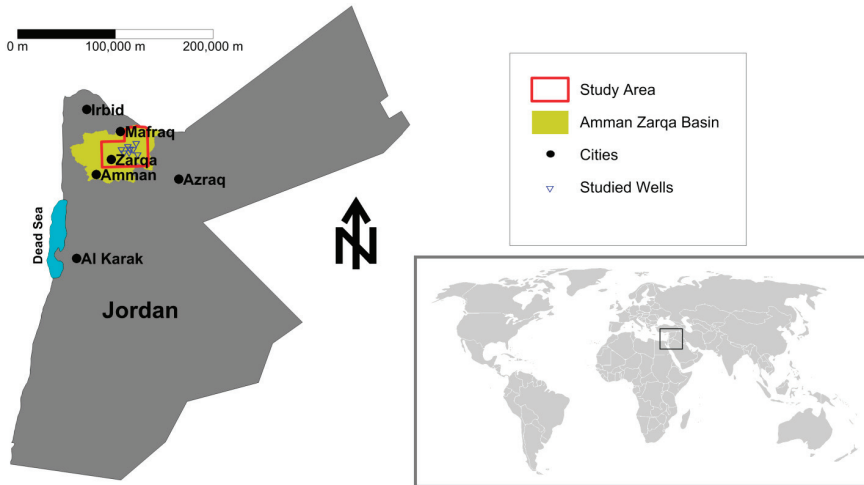 0 m 100,000 m 200,000 m
Irbid
Mafraq
Zarqa
Amman
Azraq
Dead Sea
Al Karak
Jordan
N
Study Area
Amman Zarqa Basin
Cities
Studied Wells